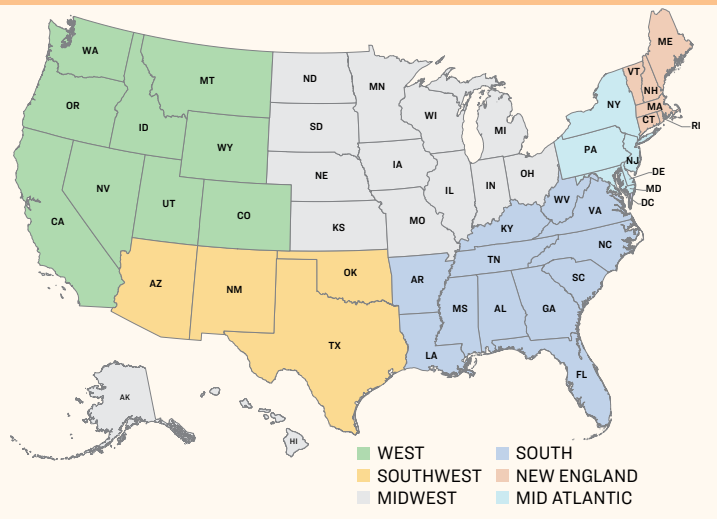 ME
WA
VT
MT
ND
NH
MN
OR
NY
MA
WI
CT
ID
SD
RI
MI
WY
PA
NJ
IA
OH
DE
NE
NV
IL
IN
MD
UT
WV
DC
CO
VA
MO
CA
KS
KY
NC
TN
OK
SC
AZ
AR
NM
MS
AL
GA
TX
LA
FL
AK
HI
WEST
SOUTH
SOUTHWEST
NEW ENGLAND
MIDWEST
MID ATLANTIC